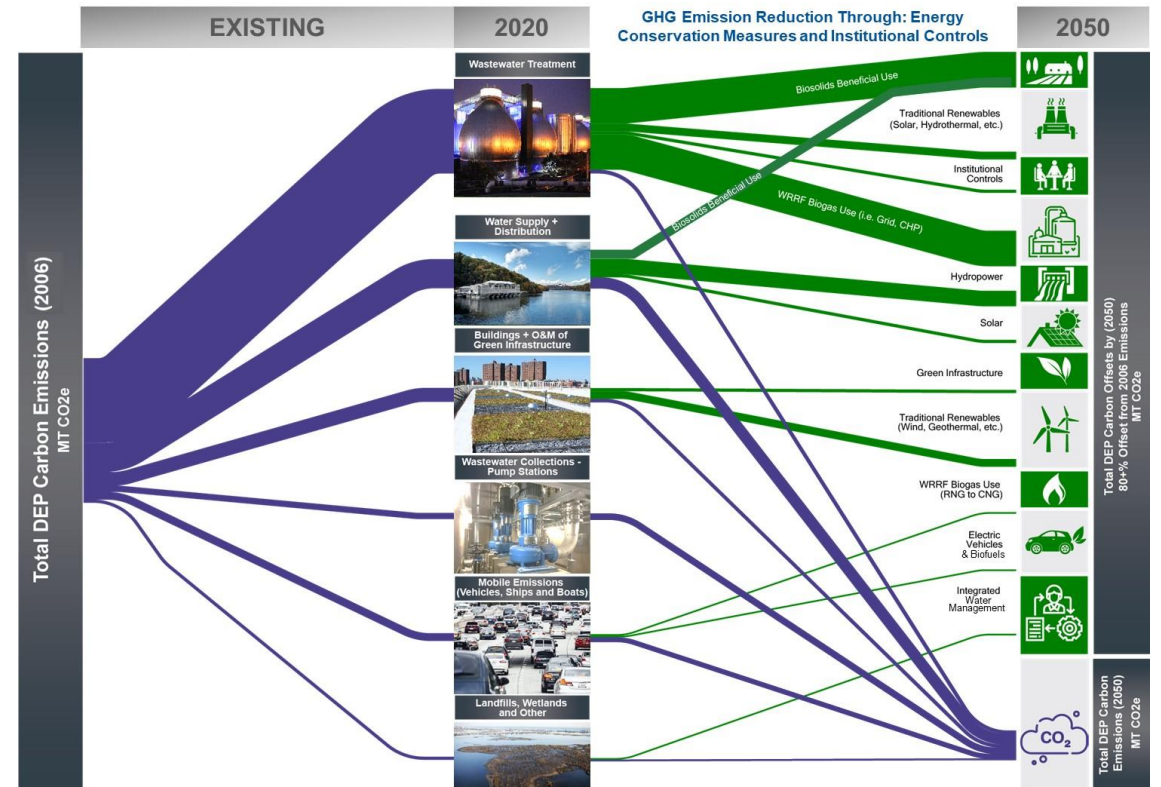 EXISTING
2020
GHG Emission Reduction Through: Energy
Conservation Measures and Institutional Controls
2050
Total DEP Carbon Emissions (2006)
MT CO2e
Wastewater Treatment
Water Supply +
Distribution
Buildings + O&M of
Green Infrastructure
Wastewater Collections -
Pump Stations
Mobile Emissions
(Vehicles, Ships and Boats)
Landfills, Wetlands
and Other
Biosolids Beneficial Use
Traditional Renewables
(Solar, Hydrothermal, etc.)
Institutional
Controls
Biosolids Beneficial Use
WRRF Biogas Use (i.e. Grid, CHP)
Hydropower
Solar
Green Infrastructure
Traditional Renewables
(Wind, Geothermal, etc.)
WRRF Biogas Use
(RNG to CNG)
Electric
Vehicles
& Biofuels
Integrated
Water
Management
CO₂
Total DEP Carbon Offsets by (2050)
80+% Offset from 2006 Emissions
MT CO2e
Total DEP Carbon
Emissions (2050)
MT CO2e